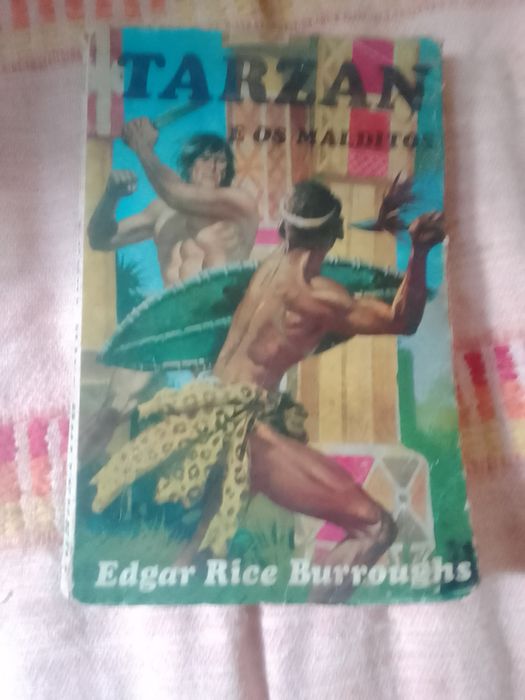 TARZAN
E OS MALDITOS
Edgar Rice Burroughs